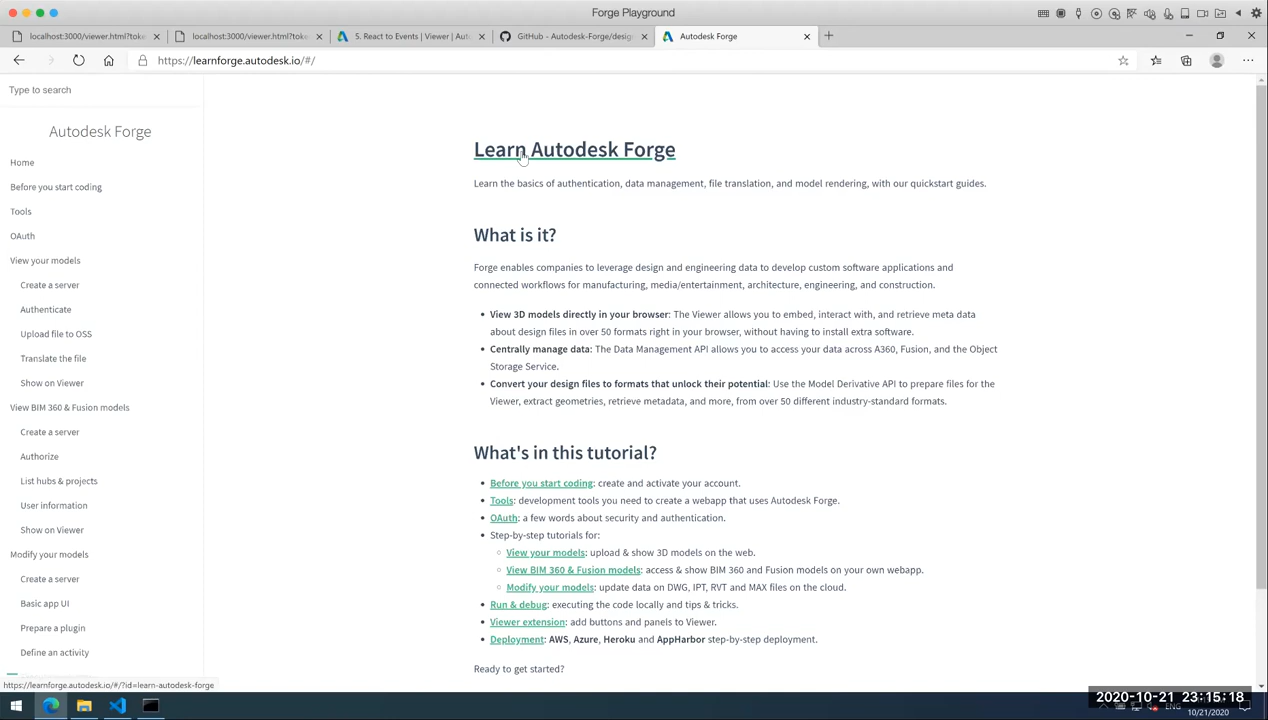 Forge Playground
localhost:3000/viewer.html?toke
localhost:3000/viewer.html?toke
5. React to Events | Viewer | Aut
GitHub - Autodesk-Forge/desig
Autodesk Forge
https://learnforge.autodesk.io/#/
Type to search
Autodesk Forge
Home
Before you start coding
Tools
OAuth
View your models
Create a server
Authenticate
Upload file to OSS
Translate the file
Show on Viewer
View BIM 360 & Fusion models
Create a server
Authorize
List hubs & projects
User information
Show on Viewer
Modify your models
Create a server
Basic app UI
Prepare a plugin
Define an activity
Learn Autodesk Forge
Learn the basics of authentication, data management, file translation, and model rendering, with our quickstart guides.
What is it?
Forge enables companies to leverage design and engineering data to develop custom software applications and
connected workflows for manufacturing, media/entertainment, architecture, engineering, and construction.
• View 3D models directly in your browser: The Viewer allows you to embed, interact with, and retrieve meta data
about design files in over 50 formats right in your browser, without having to install extra software.
• Centrally manage data: The Data Management API allows you to access your data across A360, Fusion, and the Object
Storage Service.
• Convert your design files to formats that unlock their potential: Use the Model Derivative API to prepare files for the
Viewer, extract geometries, retrieve metadata, and more, from over 50 different industry-standard formats.
What's in this tutorial?
• Before you start coding: create and activate your account.
• Tools: development tools you need to create a webapp that uses Autodesk Forge.
• OAuth: a few words about security and authentication.
• Step-by-step tutorials for:
◦ View your models: upload & show 3D models on the web.
◦ View BIM 360 & Fusion models: access & show BIM 360 and Fusion models on your own webapp.
◦ Modify your models: update data on DWG, IPT, RVT and MAX files on the cloud.
• Run & debug: executing the code locally and tips & tricks.
• Viewer extension: add buttons and panels to Viewer.
• Deployment: AWS, Azure, Heroku and AppHarbor step-by-step deployment.
Ready to get started?
https://learnforge.autodesk.io/#/?id=learn-autodesk-forge
2020-10-21 23:15:18
ENG
10/21/2020